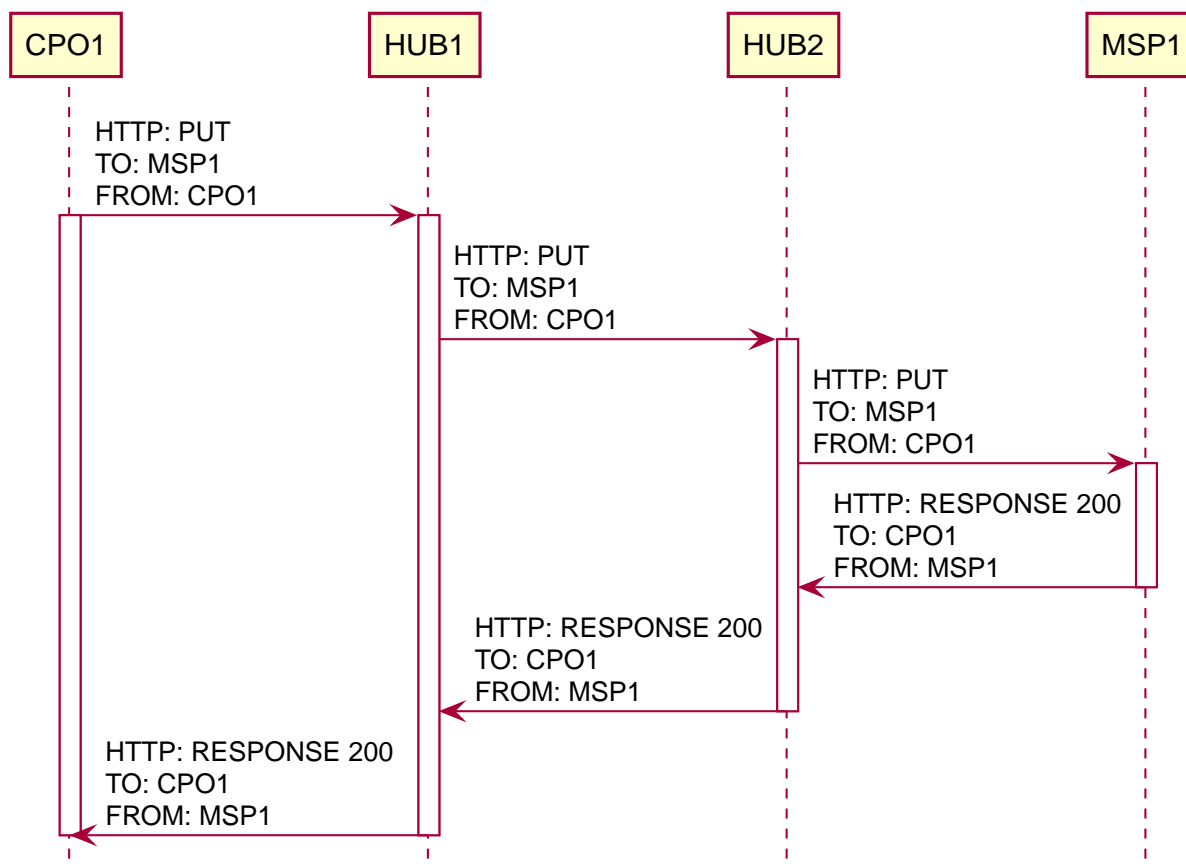 CPO1
HUB1
HUB2
MSP1
HTTP: PUT
TO: MSP1
FROM: CPO1
HTTP: PUT
TO: MSP1
FROM: CPO1
HTTP: PUT
TO: MSP1
FROM: CPO1
HTTP: RESPONSE 200
TO: CPO1
FROM: MSP1
HTTP: RESPONSE 200
TO: CPO1
FROM: MSP1
HTTP: RESPONSE 200
TO: CPO1
FROM: MSP1